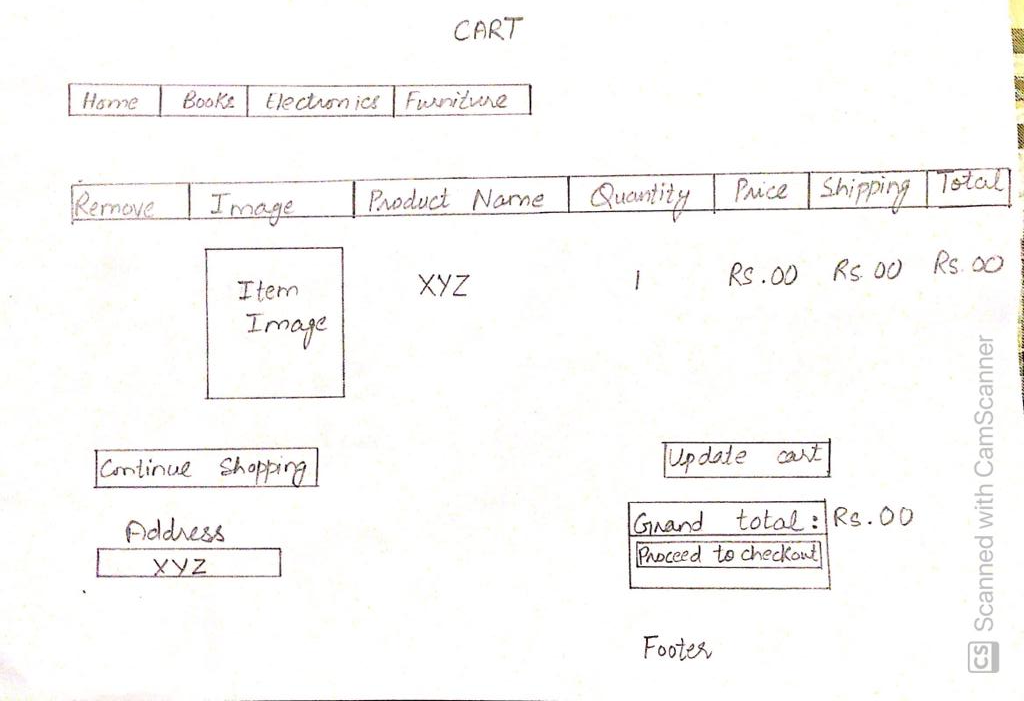 CART
Home Books Electronics Furniture
Remove Image Product Name Quantity Price Shipping Total
Item
Image
XYZ 1 Rs.00 Rs.00 Rs.00
Continue Shopping
Update cart
Address
XYZ
Grand total: Rs.00
Proceed to checkout
Footer
CS Scanned with CamScanner